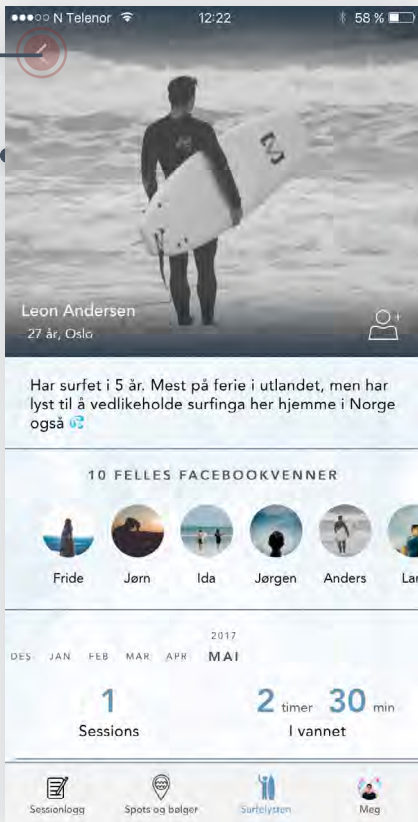 N Telenor 12:22 58 %
Leon Andersen
27 år, Oslo
Har surfet i 5 år. Mest på ferie i utlandet, men har
lyst til å vedlikeholde surfinga her hjemme i Norge
også 💦
10 FELLES FACEBOOKVENNER
Fride Jørn Ida Jørgen Anders Lar
2017
DES JAN FEB MAR APR MAI
1 2 timer 30 min
Sessions I vannet
Sessionlogg Spots og bølger Surfelysten Meg